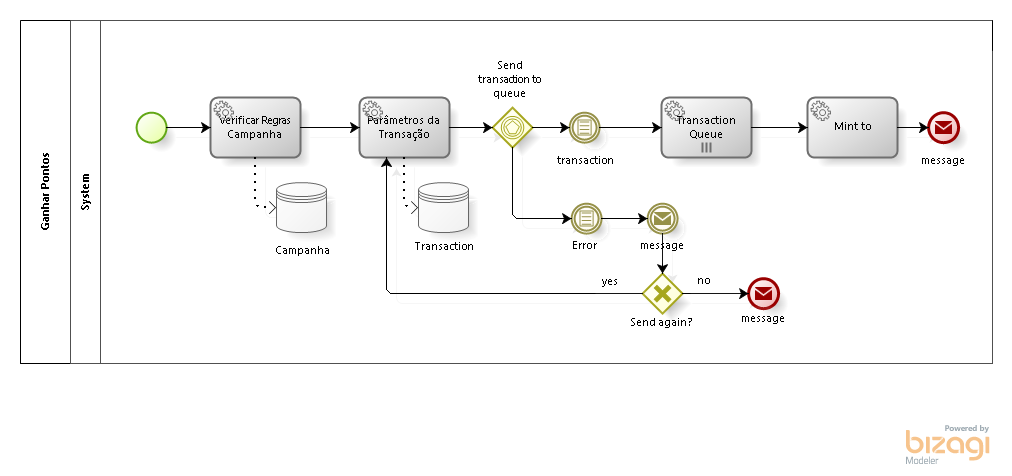 Ganhar Pontos
System
Send
transaction to
queue
Verificar Regras
Campanha
Parâmetros da
Transação
transaction
Transaction
Queue
Mint to
message
Campanha
Transaction
Error
message
yes
no
Send again?
message
Powered by
bizagi
Modeler